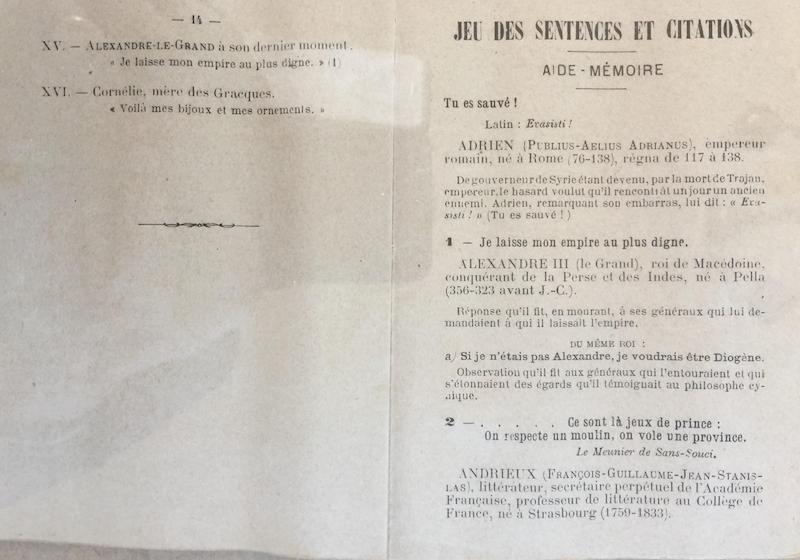 — 14 —
XV. — ALEXANDRE-LE-GRAND à son dernier moment.
« Je laisse mon empire au plus digne. » (1)
XVI. — Cornélie, mère des Gracques.
« Voilà mes bijoux et mes ornements. »
JEU DES SENTENCES ET CITATIONS
AIDE-MÉMOIRE
Tu es sauvé !
Latin : Evasisti !
ADRIEN (PUBLIUS-AELIUS ADRIANUS), empereur
romain, né à Rome (76-138), régna de 117 à 138.
De gouverneur de Syrie étant devenu, par la mort de Trajan,
empereur, le hasard voulut qu'il rencontrât un jour un ancien
ennemi. Adrien, remarquant son embarras, lui dit : « Eva-
sisti ! » (Tu es sauvé ! )
1 — Je laisse mon empire au plus digne.
ALEXANDRE III (le Grand), roi de Macédoine,
conquérant de la Perse et des Indes, né à Pella
(356-323 avant J.-C.).
Réponse qu'il fit, en mourant, à ses généraux qui lui de-
mandaient à qui il laissait l'empire.
DU MÊME ROI :
a) Si je n'étais pas Alexandre, je voudrais être Diogène.
Observation qu'il fit aux généraux qui l'entouraient et qui
s'étonnaient des égards qu'il témoignait au philosophe cy-
nique.
2 — . . . . . Ce sont là jeux de prince :
On respecte un moulin, on vole une province.
Le Meunier de Sans-Souci.
ANDRIEUX (FRANÇOIS-GUILLAUME-JEAN-STANIS-
LAS), littérateur, secrétaire perpétuel de l'Académie
Française, professeur de littérature au Collège de
France, né à Strasbourg (1759-1833).